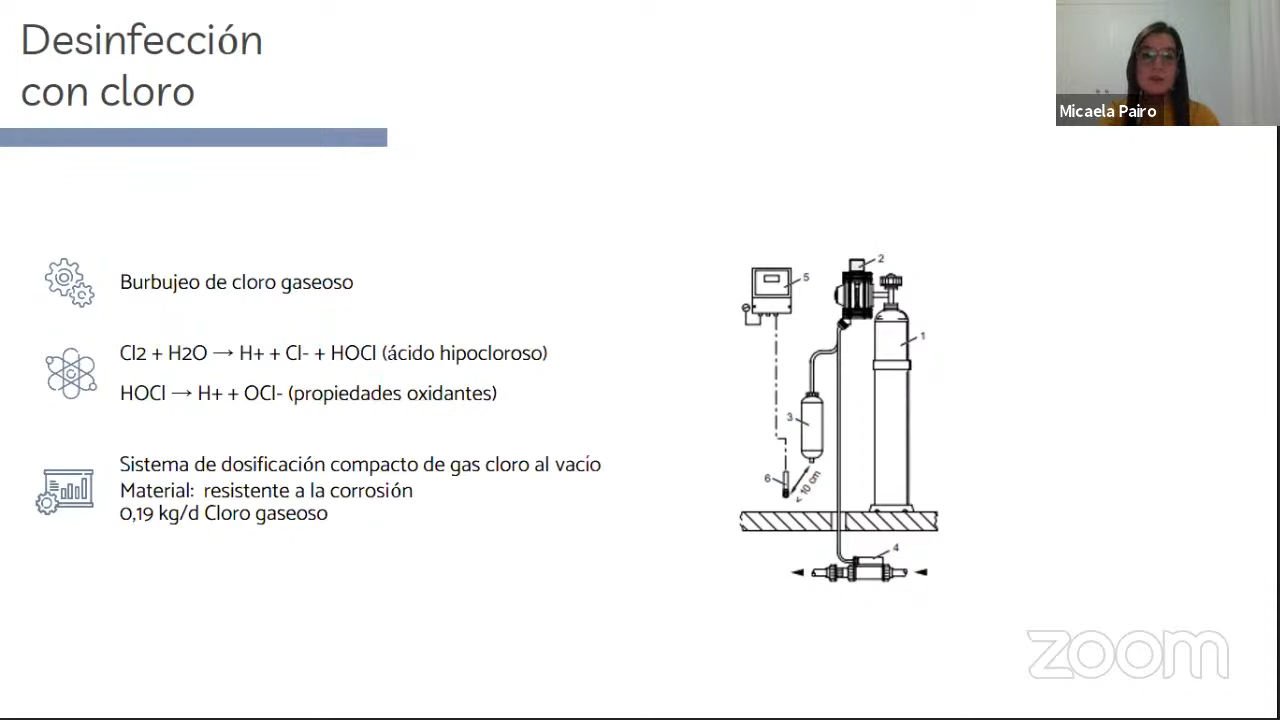 Desinfección
con cloro
Micaela Pairo
Burbujeo de cloro gaseoso
Cl2 + H2O → H+ + Cl- + HOCl (ácido hipocloroso)
HOCl → H+ + OCl- (propiedades oxidantes)
Sistema de dosificación compacto de gas cloro al vacío
Material:  resistente a la corrosión
0,19 kg/d Cloro gaseoso
2
5
1
3
6
< 10 cm
4
zoom